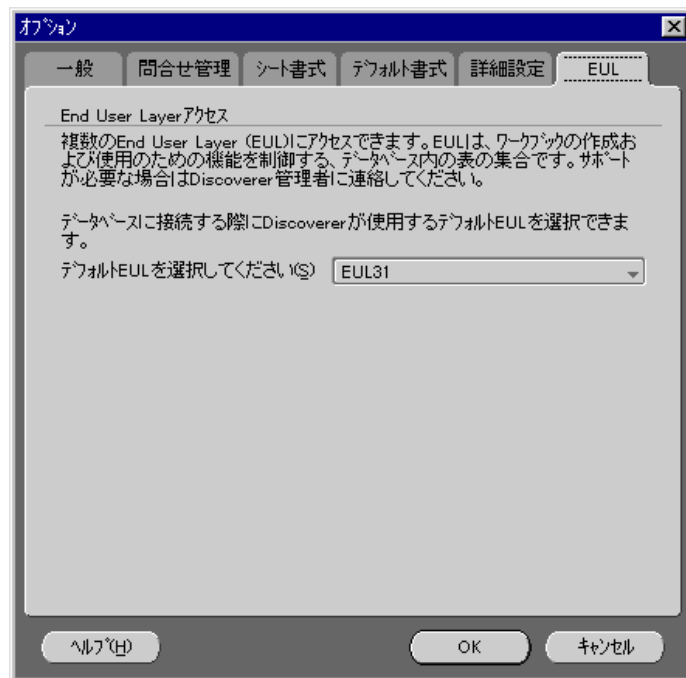 オプション
一般 問合せ管理 シート書式 デフォルト書式 詳細設定 EUL
End User Layerアクセス
複数のEnd User Layer (EUL)にアクセスできます。EULは、ワークブックの作成お
よび使用のための機能を制御する、データベース内の表の集合です。サポート
が必要な場合はDiscoverer管理者に連絡してください。
データベースに接続する際にDiscovererが使用するデフォルトEULを選択できま
す。
デフォルトEULを選択してください(S) EUL31
ヘルプ(H) OK キャンセル